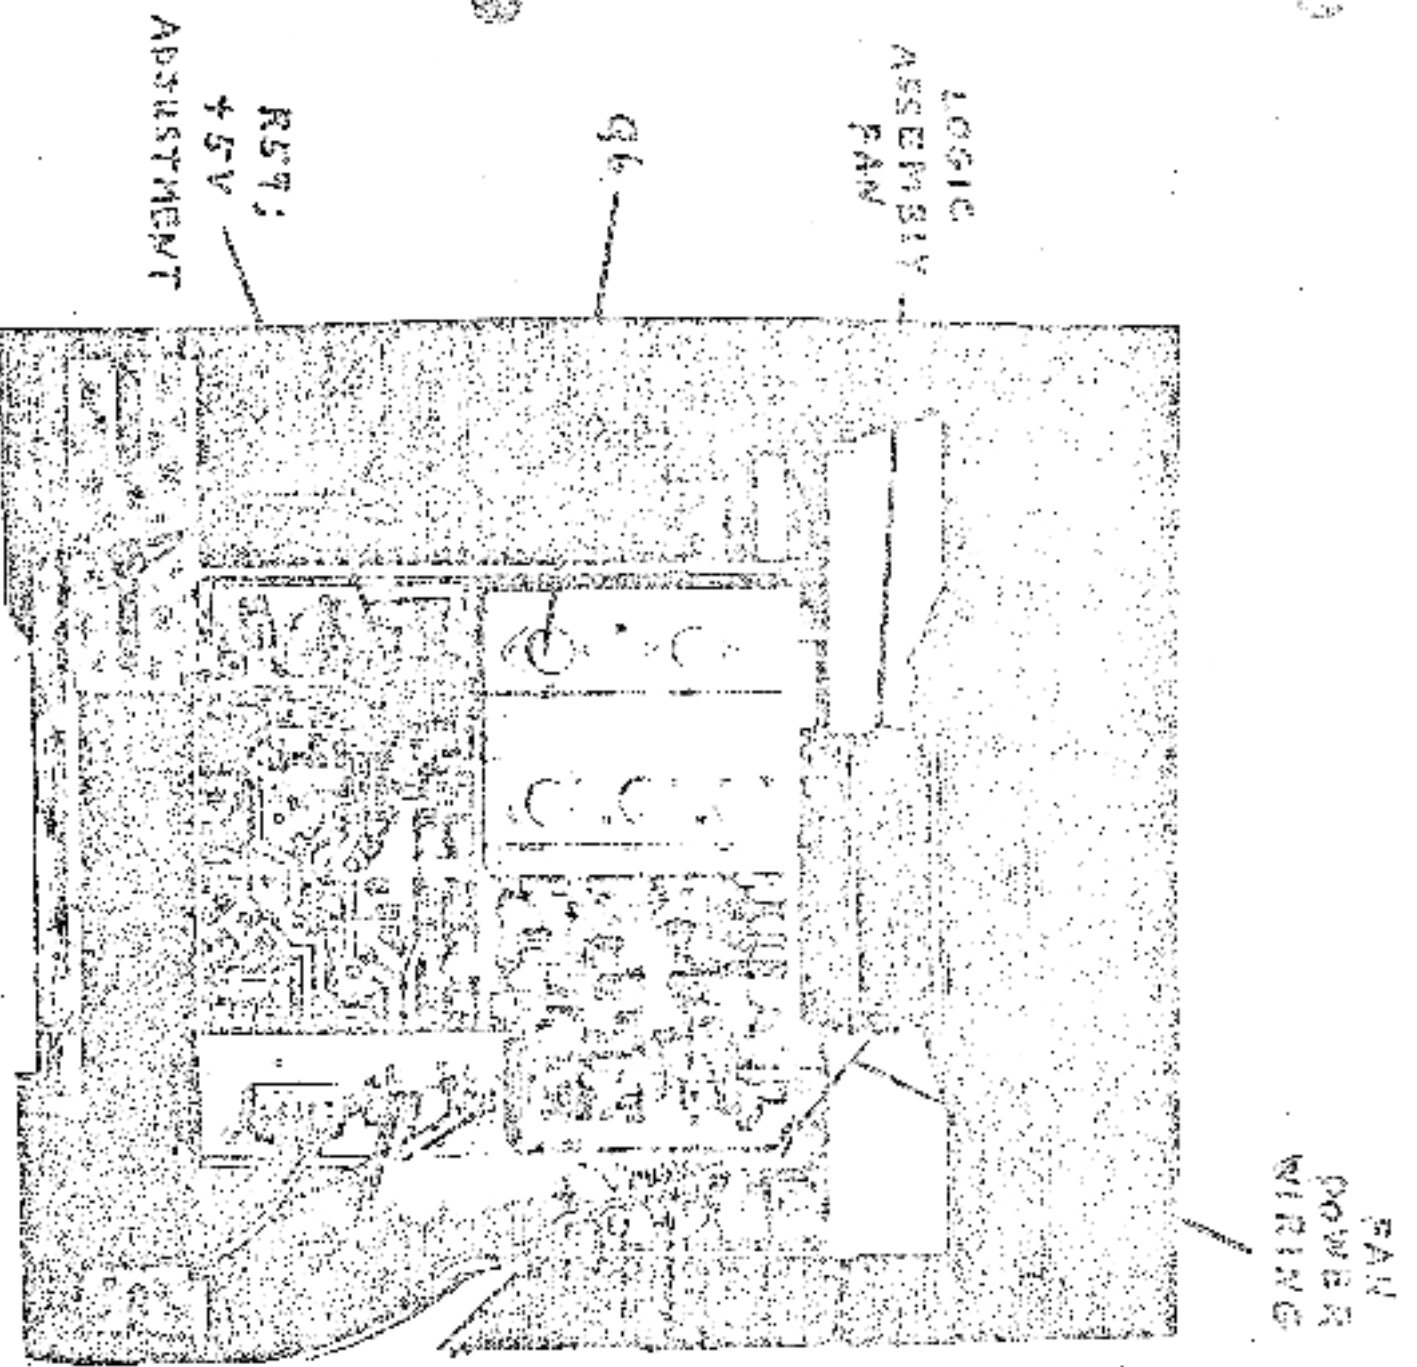 LOGIC
ASSEMBLY
FAN
Q6
R57;
+5V
ADJUSTMENT
FAN
POWER
WIRING